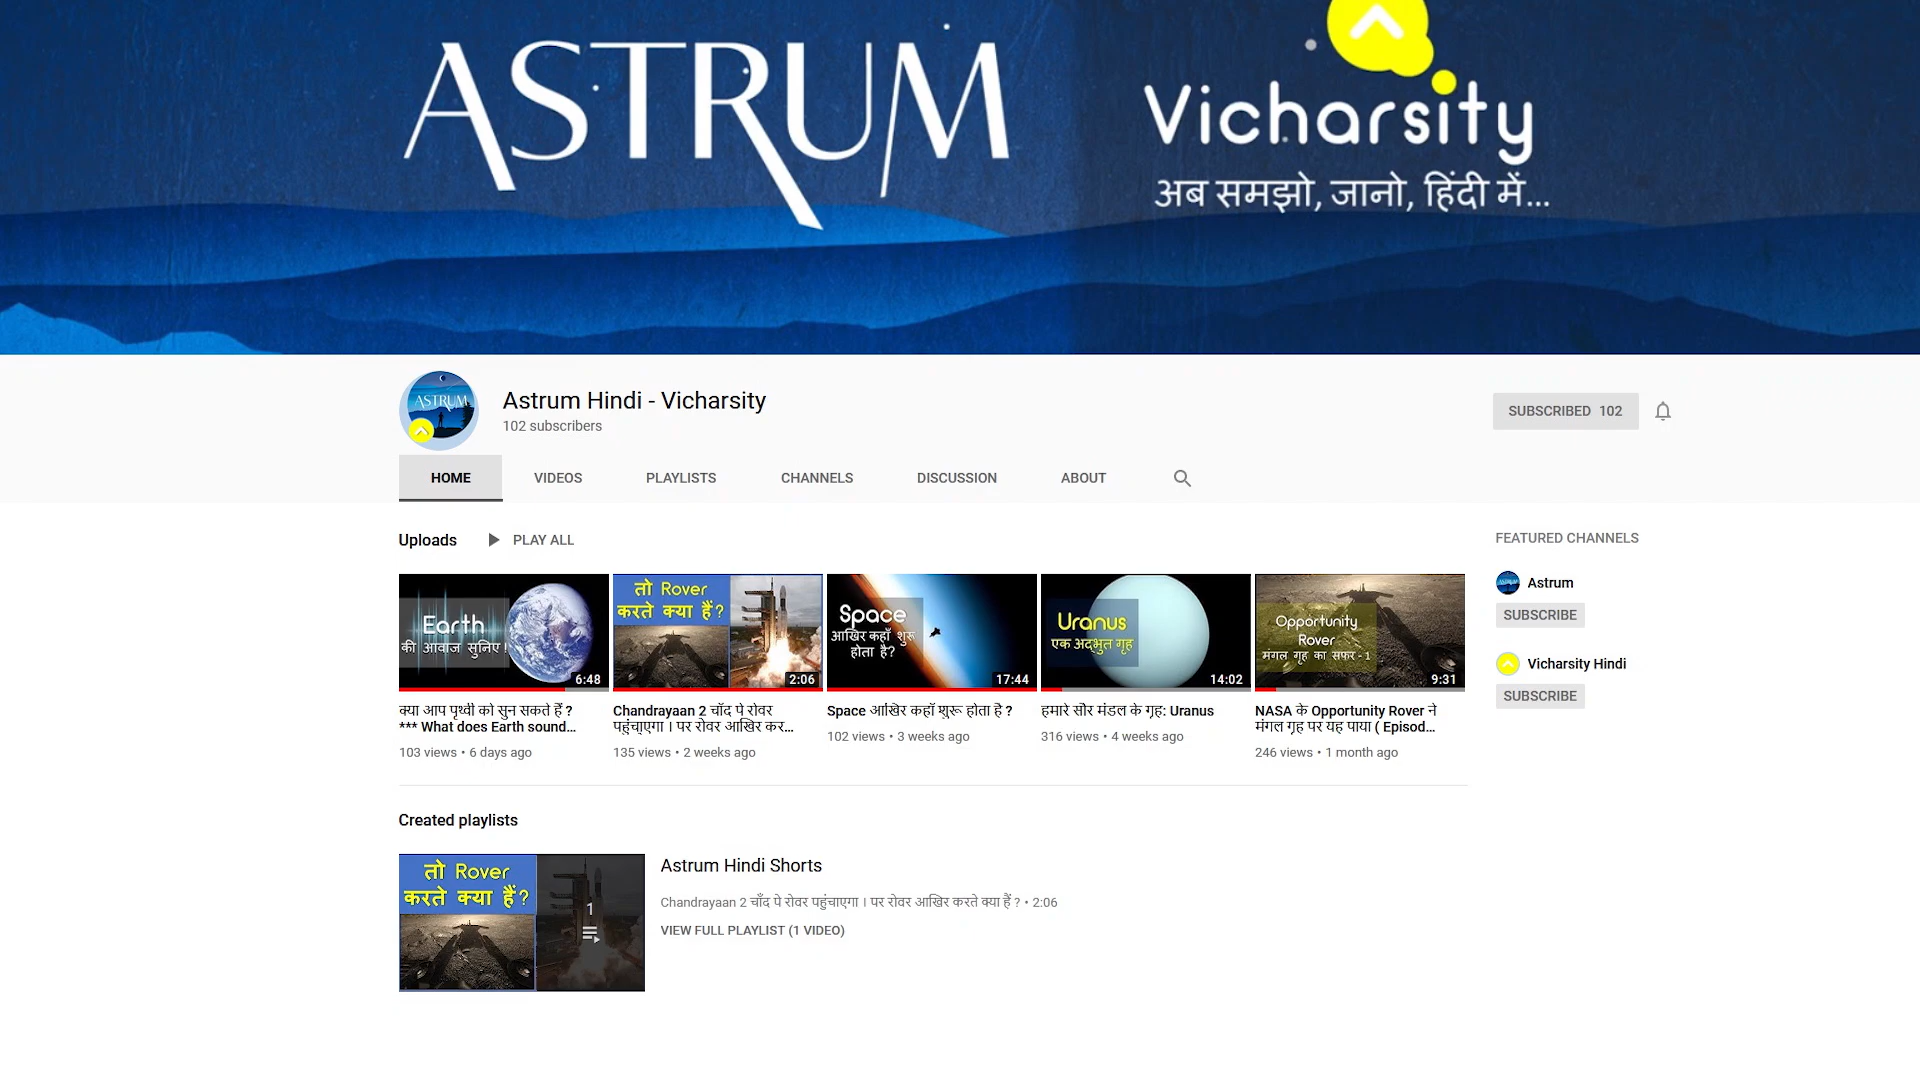 ASTRUM
Vicharsity
अब समझो, जानो, हिंदी में...
ASTRUM
Astrum Hindi - Vicharsity
102 subscribers
SUBSCRIBED 102
HOME
VIDEOS
PLAYLISTS
CHANNELS
DISCUSSION
ABOUT
Uploads
PLAY ALL
Earth
की आवाज सुनिए!
6:48
क्या आप पृथ्वी को सुन सकते हैं ?
*** What does Earth sound...
103 views • 6 days ago
तो Rover
करते क्या हैं?
2:06
Chandrayaan 2 चाँद पे रोवर
पहुंचाएगा । पर रोवर आखिर कर...
135 views • 2 weeks ago
Space
आखिर कहाँ शुरू
होता है?
17:44
Space आखिर कहाँ शुरू होता है ?
102 views • 3 weeks ago
Uranus
एक अद्भुत गृह
14:02
हमारे सौर मंडल के गृह: Uranus
316 views • 4 weeks ago
Opportunity
Rover
मंगल गृह का सफर - 1
9:31
NASA के Opportunity Rover ने
मंगल गृह पर यह पाया ( Episod...
246 views • 1 month ago
FEATURED CHANNELS
Astrum
SUBSCRIBE
Vicharsity Hindi
SUBSCRIBE
Created playlists
तो Rover
करते क्या हैं?
1
Astrum Hindi Shorts
Chandrayaan 2 चाँद पे रोवर पहुंचाएगा । पर रोवर आखिर करते क्या हैं ? • 2:06
VIEW FULL PLAYLIST (1 VIDEO)